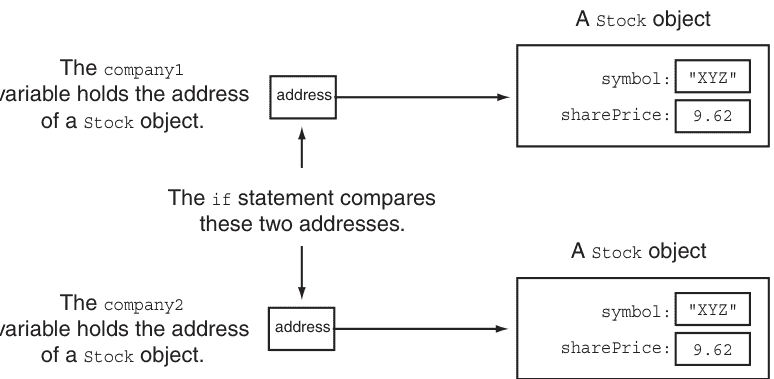 A Stock object
The company1
variable holds the address
of a Stock object.
address
symbol: "XYZ"
sharePrice: 9.62
The if statement compares
these two addresses.
A Stock object
The company2
variable holds the address
of a Stock object.
address
symbol: "XYZ"
sharePrice: 9.62